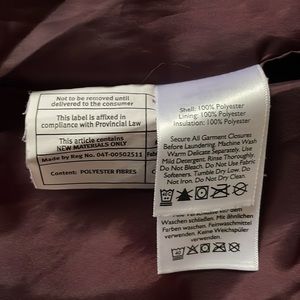 Not to be removed until
delivered to the consumer
This label is affixed in
compliance with Provincial Law
This article contains
NEW MATERIALS ONLY
Made by Reg No. 04T-00502511
Content: POLYESTER FIBRES
Shell: 100% Polyester
Lining: 100% Polyester
Insulation: 100% Polyester
Secure All Garment Closures
Before Laundering. Machine Wash
Warm Delicate Separately. Use
Mild Detergent. Rinse Thoroughly.
Do Not Bleach. Do Not Use Fabric
Softeners. Tumble Dry Low. Do
Not Iron. Do Not Dry Clean.
waschen. Mit ähnlichen
Farben waschen. Feinwaschmittel
verwenden. Keine Weichspüler
verwenden.